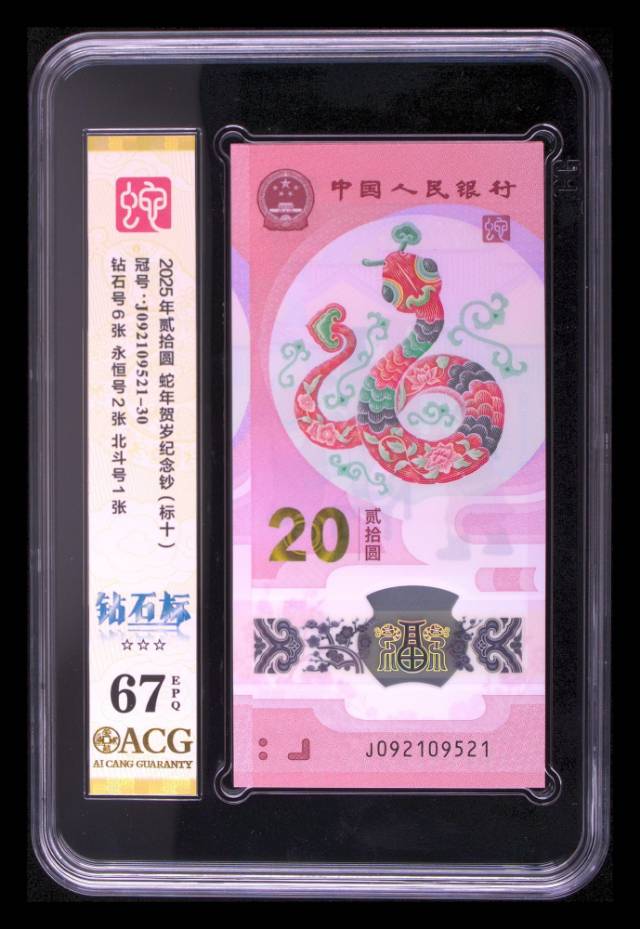 蛇
2025年贰拾圆 蛇年贺岁纪念钞(标十)
冠号:J092109521-30
钻石号6张 永恒号2张 北斗号1张
钻石标
☆☆☆
67
EPQ
ACG
AI CANG GUARANTY
中国人民银行
蛇
20
贰拾圆
福
J092109521